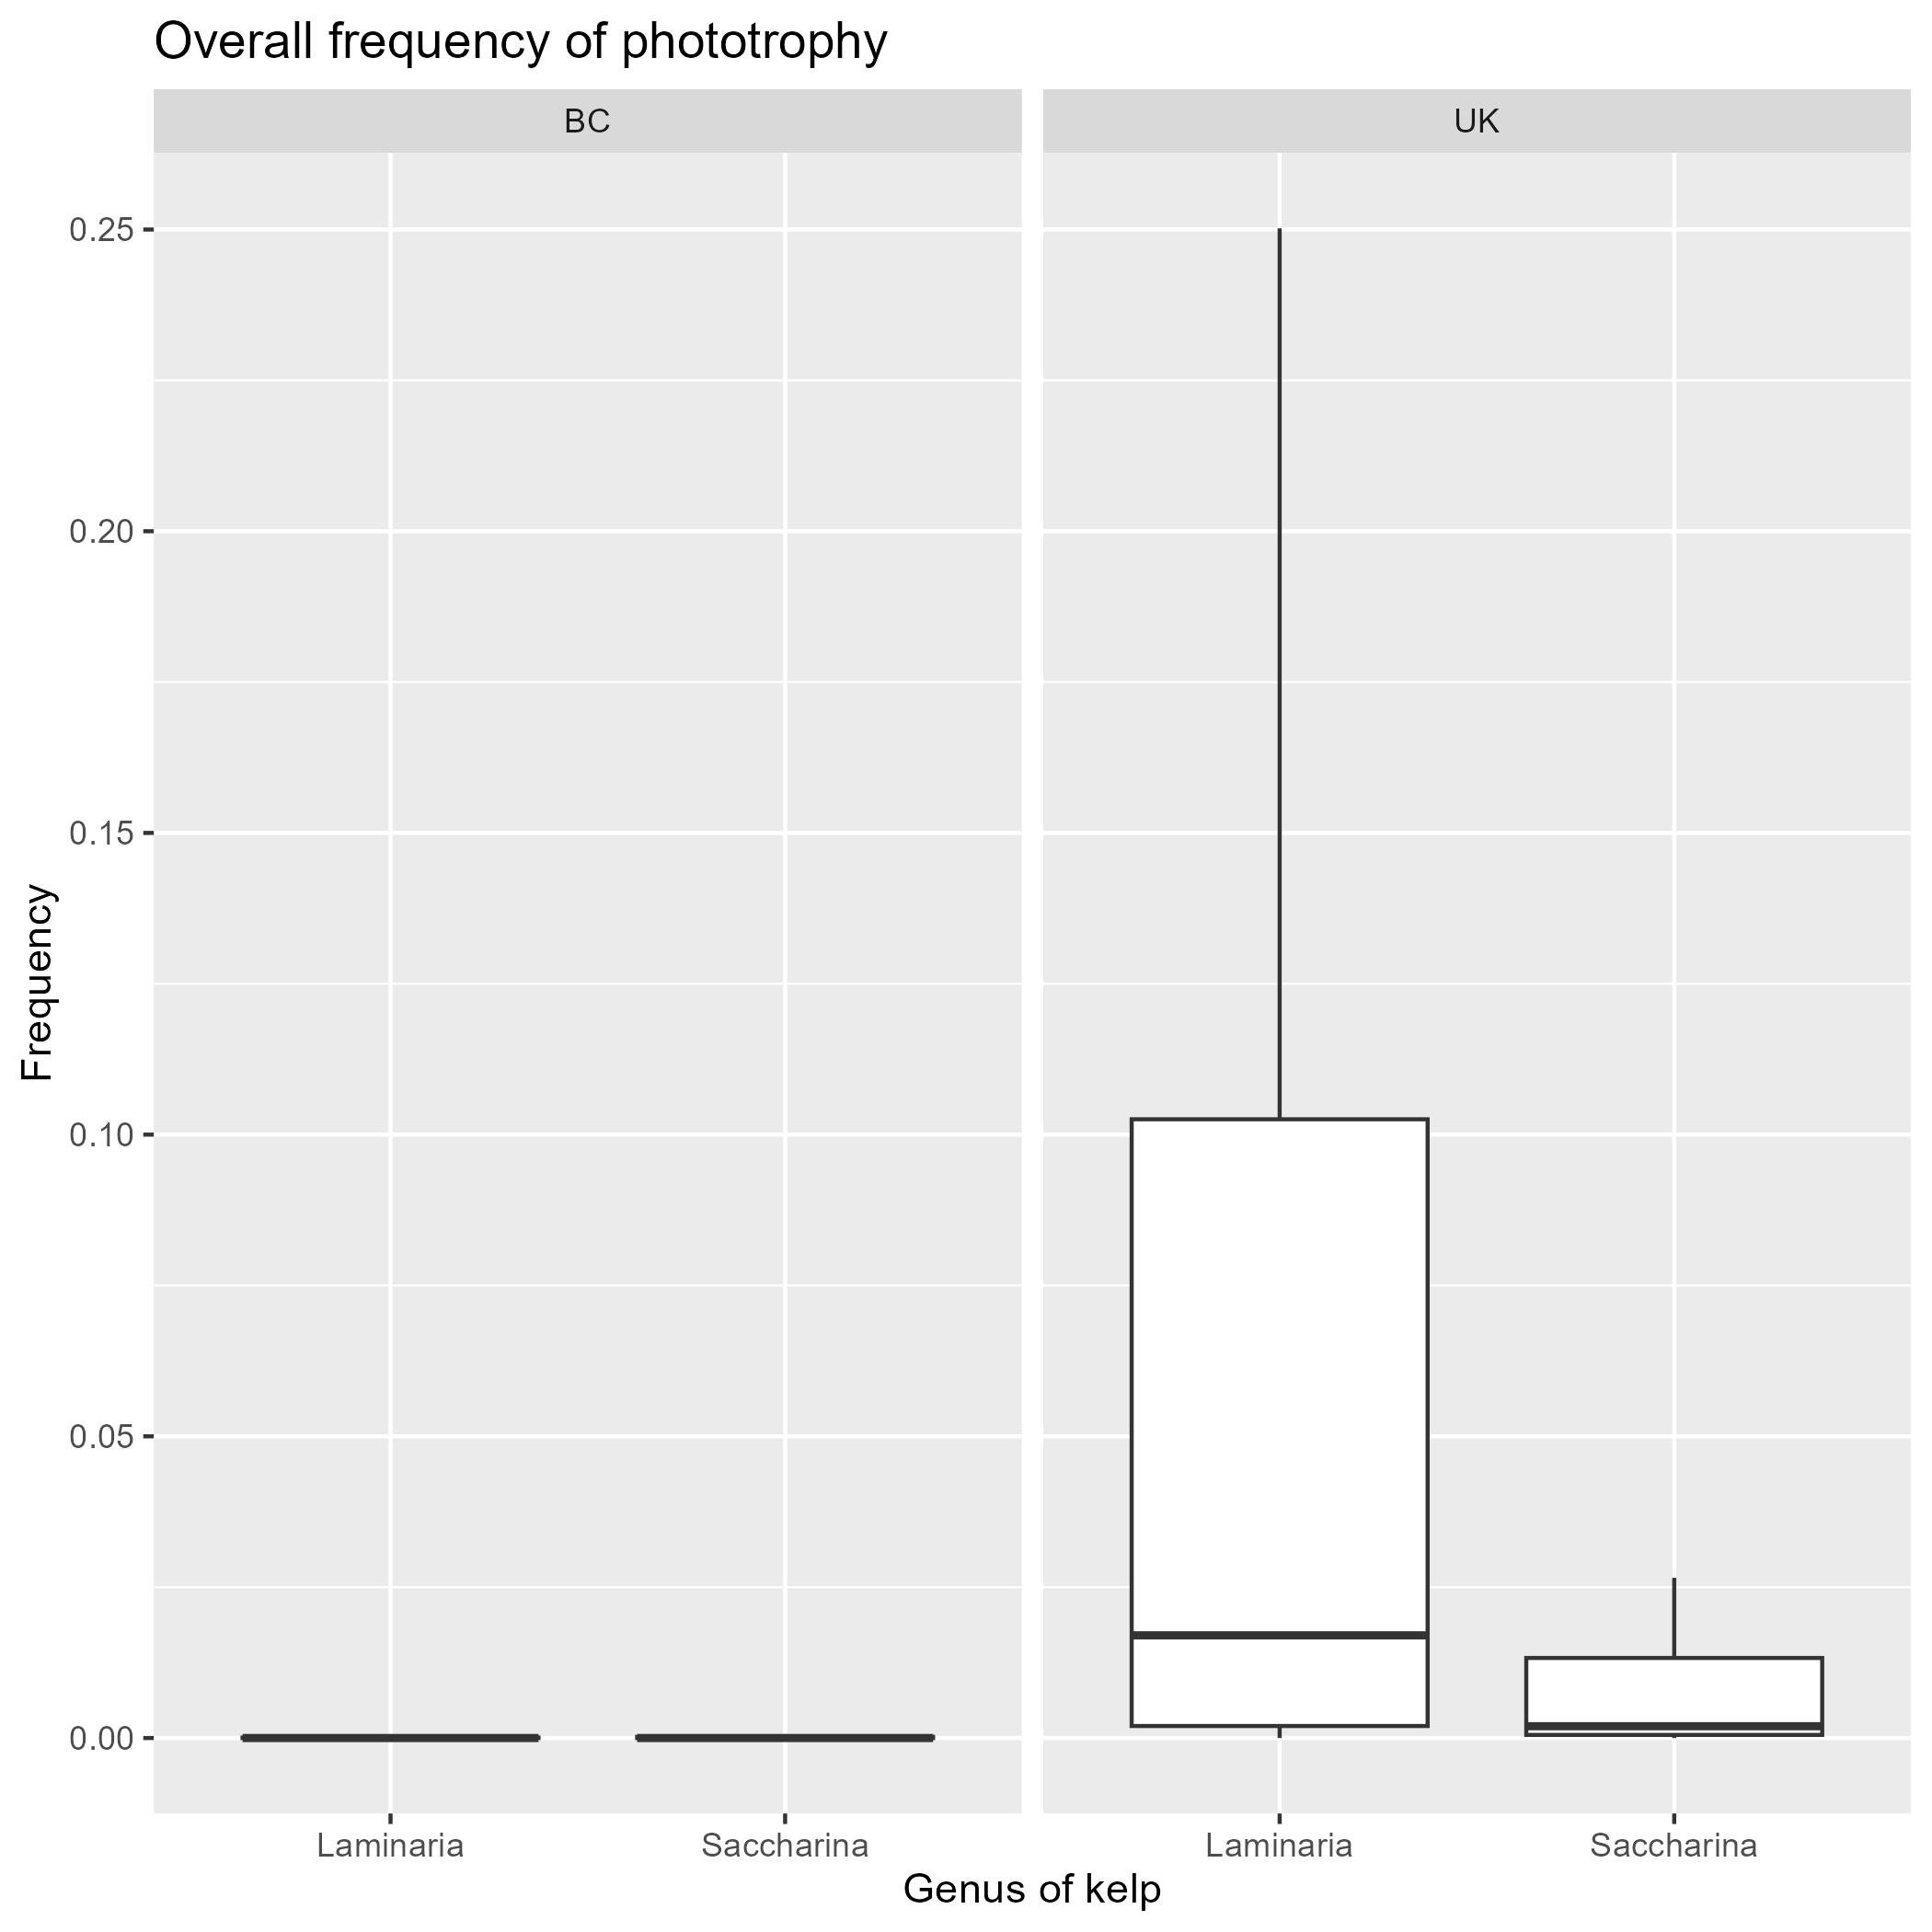 Overall frequency of phototrophy
BC
UK
0.25
0.20
0.15
0.10
0.05
0.00
Frequency
Laminaria
Saccharina
Laminaria
Saccharina
Genus of kelp